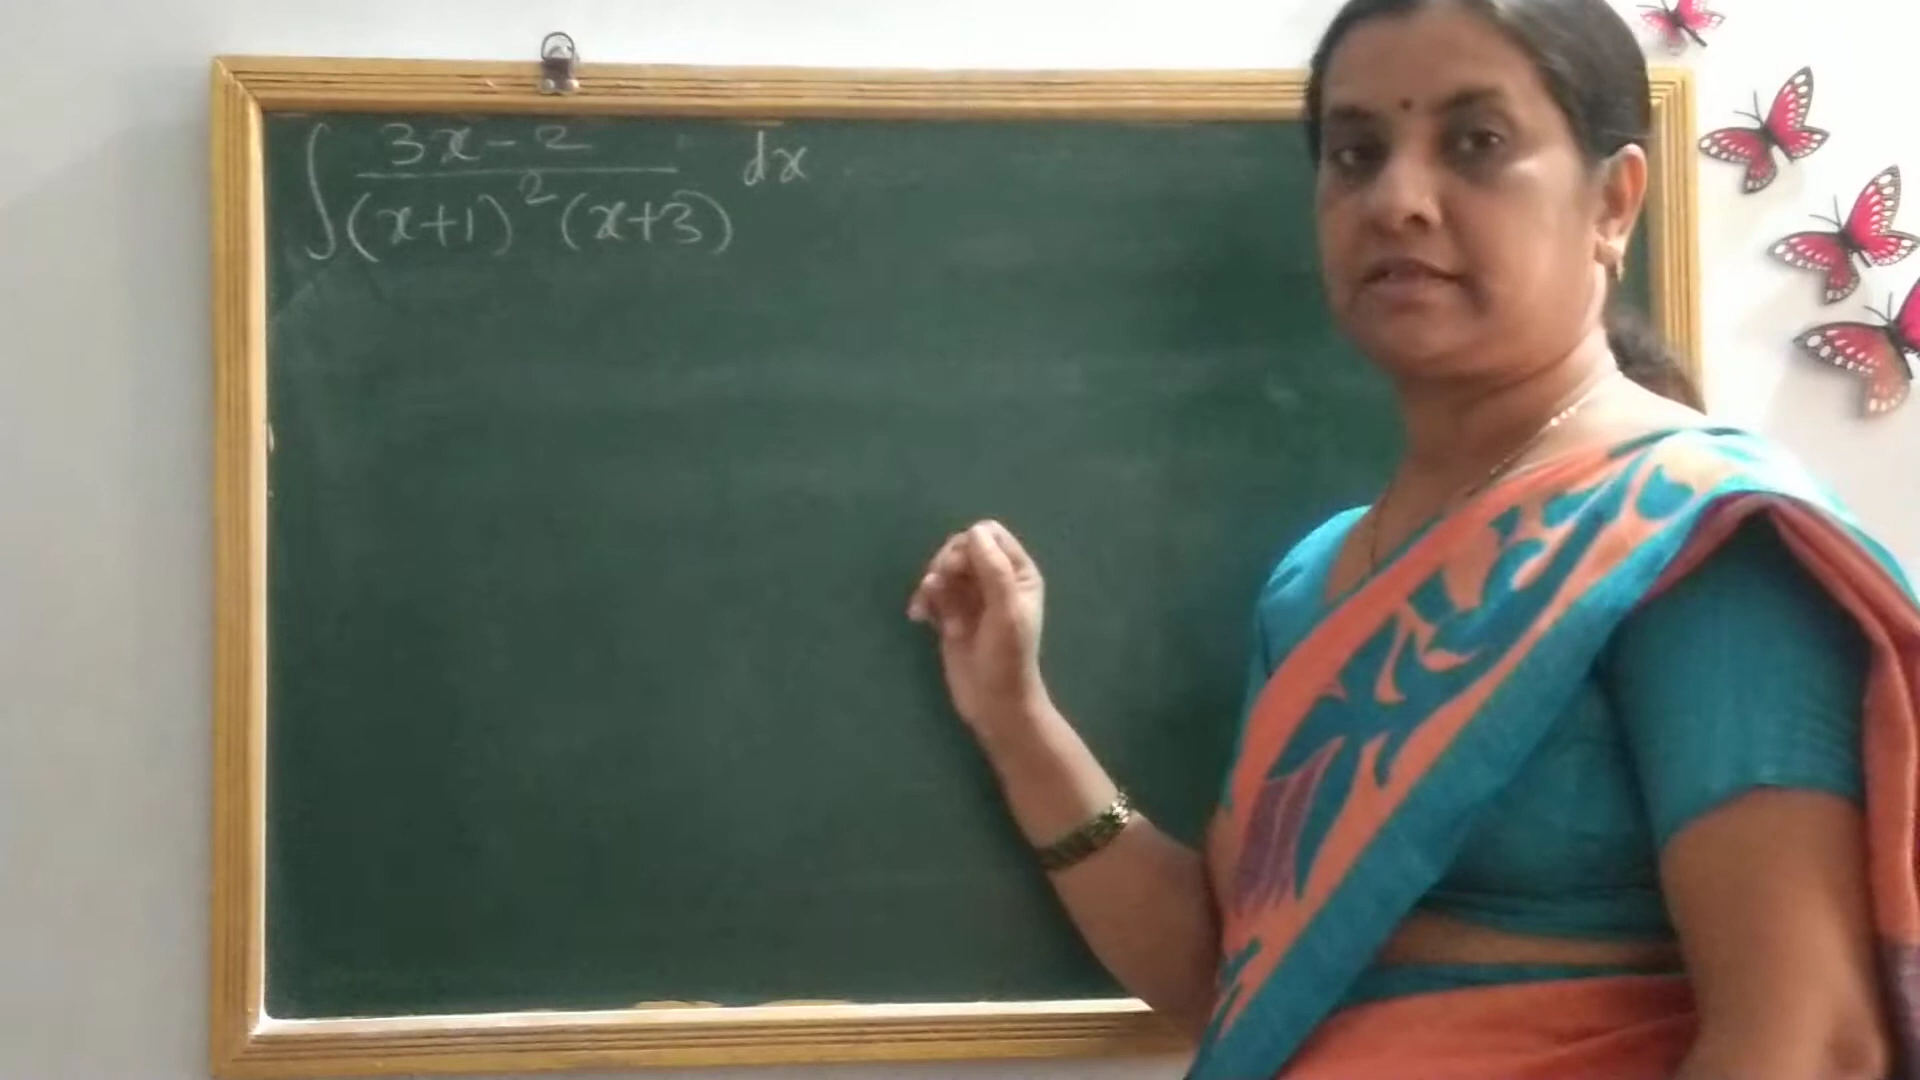 ∫ 3x-2 / (x+1)² (x+3) dx